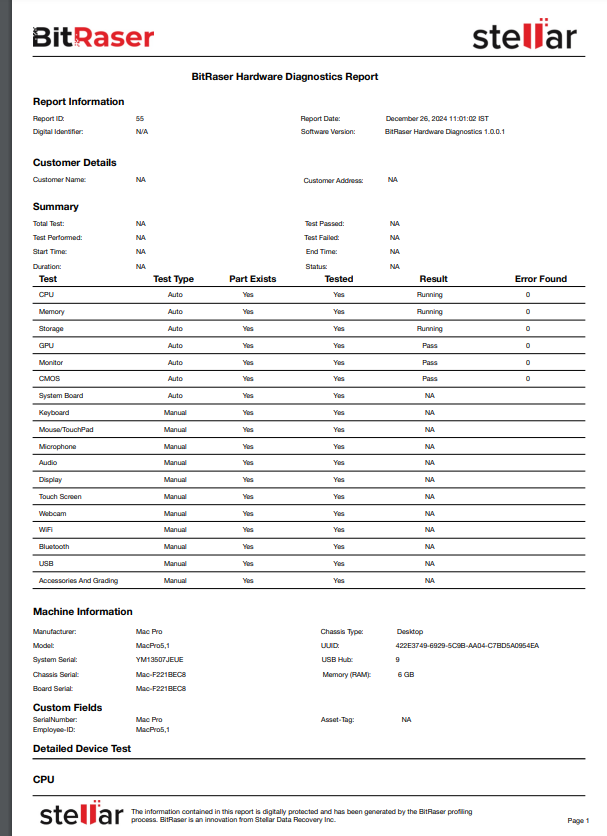 BitRaser stellar
BitRaser Hardware Diagnostics Report
Report Information
Report ID: 55 Report Date: December 26, 2024 11:01:02 IST
Digital Identifier: N/A Software Version: BitRaser Hardware Diagnostics 1.0.0.1
Customer Details
Customer Name: NA Customer Address: NA
Summary
Total Test: NA Test Passed: NA
Test Performed: NA Test Failed: NA
Start Time: NA End Time: NA
Duration: NA Status: NA
Test Test Type Part Exists Tested Result Error Found
CPU Auto Yes Yes Running 0
Memory Auto Yes Yes Running 0
Storage Auto Yes Yes Running 0
GPU Auto Yes Yes Pass 0
Monitor Auto Yes Yes Pass 0
CMOS Auto Yes Yes Pass 0
System Board Auto Yes Yes NA
Keyboard Manual Yes Yes NA
Mouse/TouchPad Manual Yes Yes NA
Microphone Manual Yes Yes NA
Audio Manual Yes Yes NA
Display Manual Yes Yes NA
Touch Screen Manual Yes Yes NA
Webcam Manual Yes Yes NA
WiFi Manual Yes Yes NA
Bluetooth Manual Yes Yes NA
USB Manual Yes Yes NA
Accessories And Grading Manual Yes Yes NA
Machine Information
Manufacturer: Mac Pro Chassis Type: Desktop
Model: MacPro5,1 UUID: 422E3749-6929-5C9B-AA04-C7BD5A0954EA
System Serial: YM13507JEUE USB Hub: 9
Chassis Serial: Mac-F221BEC8 Memory (RAM): 6 GB
Board Serial: Mac-F221BEC8
Custom Fields
SerialNumber: Mac Pro Asset-Tag: NA
Employee-ID: MacPro5,1
Detailed Device Test
CPU
stellar The information contained in this report is digitally protected and has been generated by the BitRaser profiling
process. BitRaser is an innovation from Stellar Data Recovery Inc. Page 1